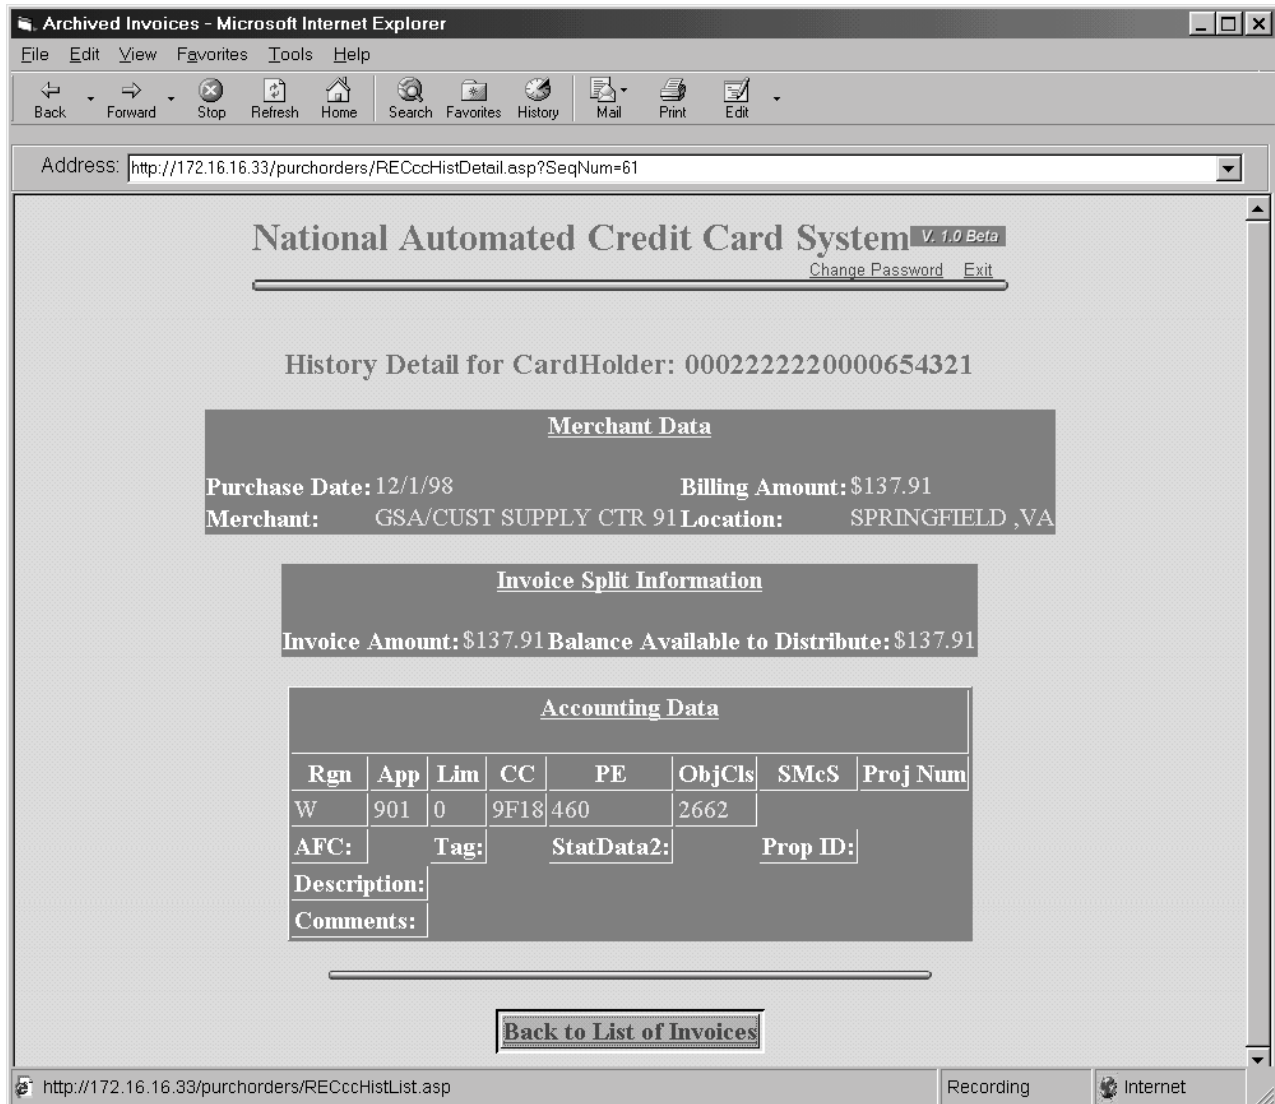 Archived Invoices - Microsoft Internet Explorer
File Edit View Favorites Tools Help
Back Forward Stop Refresh Home Search Favorites History Mail Print Edit
Address: http://172.16.16.33/purchorders/RECccHistDetail.asp?SeqNum=61
National Automated Credit Card System V. 1.0 Beta
Change Password Exit
History Detail for CardHolder: 0002222220000654321
Merchant Data
Purchase Date: 12/1/98 Billing Amount: $137.91
Merchant: GSA/CUST SUPPLY CTR 91 Location: SPRINGFIELD ,VA
Invoice Split Information
Invoice Amount: $137.91 Balance Available to Distribute: $137.91
Accounting Data
Rgn App Lim CC PE ObjCls SMcS Proj Num
W 901 0 9F18 460 2662
AFC: Tag: StatData2: Prop ID:
Description:
Comments:
Back to List of Invoices
http://172.16.16.33/purchorders/RECccHistList.asp Recording Internet